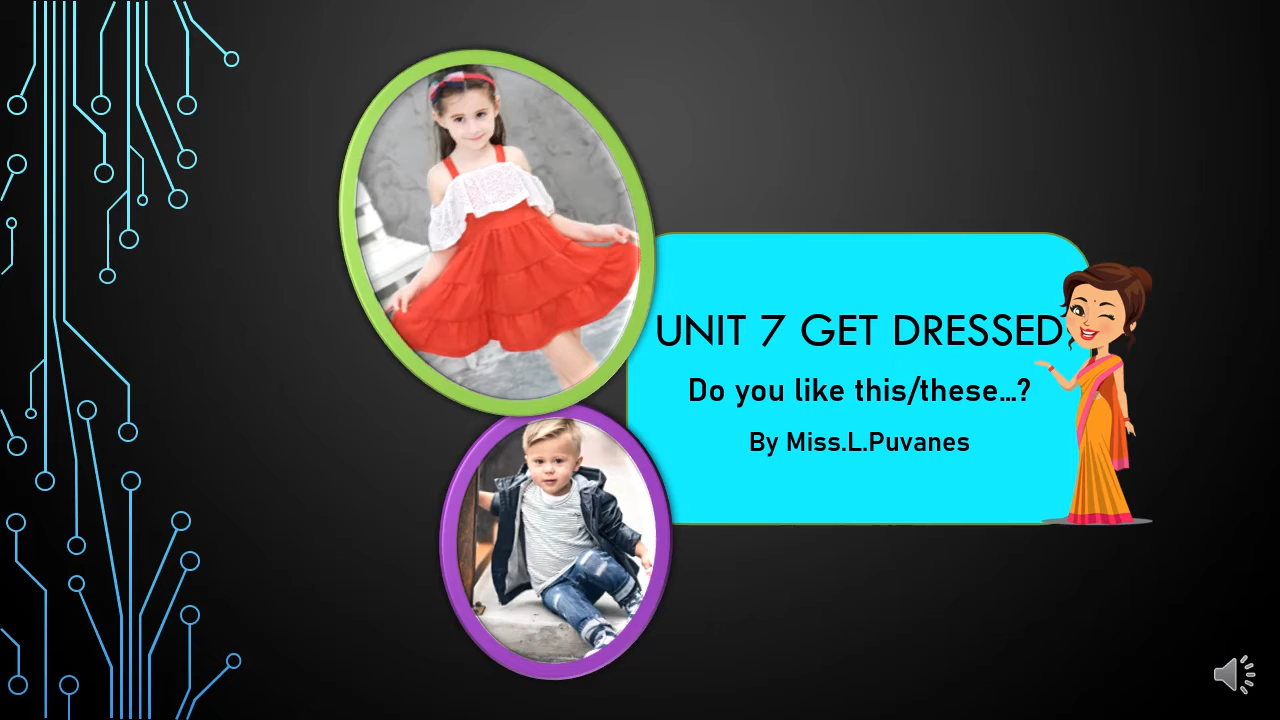 UNIT 7 GET DRESSED
Do you like this/these...?
By Miss.L.Puvanes